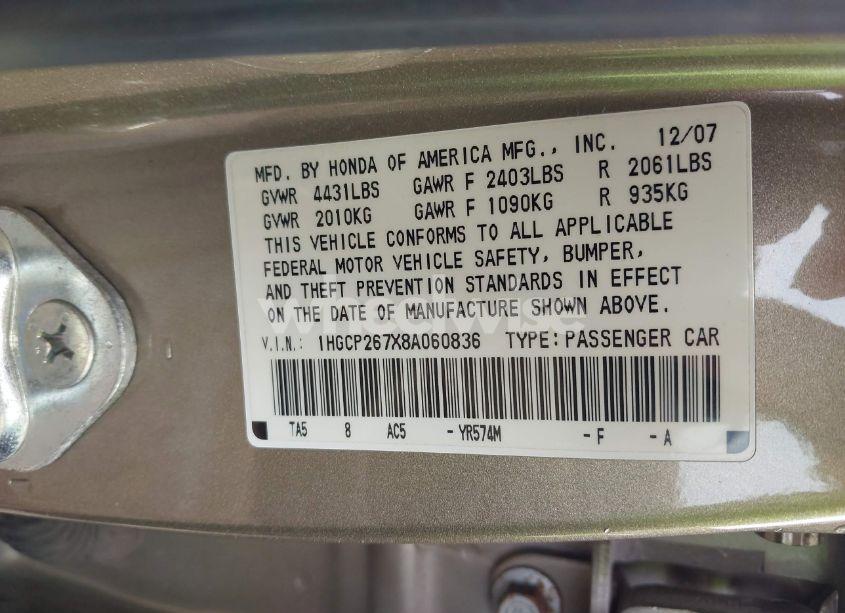 MFD. BY HONDA OF AMERICA MFG., INC. 12/07
GVWR 4431LBS GAWR F 2403LBS R 2061LBS
GVWR 2010KG GAWR F 1090KG R 935KG
THIS VEHICLE CONFORMS TO ALL APPLICABLE
FEDERAL MOTOR VEHICLE SAFETY, BUMPER,
AND THEFT PREVENTION STANDARDS IN EFFECT
ON THE DATE OF MANUFACTURE SHOWN ABOVE.
V.I.N.: 1HGCP267X8A060836 TYPE: PASSENGER CAR
TA5 8 AC5 -YR574M -F -A